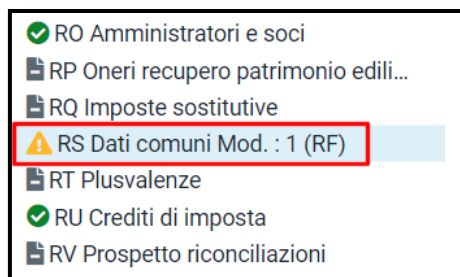 RO Amministratori e soci
RP Oneri recupero patrimonio edili...
RQ Imposte sostitutive
RS Dati comuni Mod. : 1 (RF)
RT Plusvalenze
RU Crediti di imposta
RV Prospetto riconciliazioni